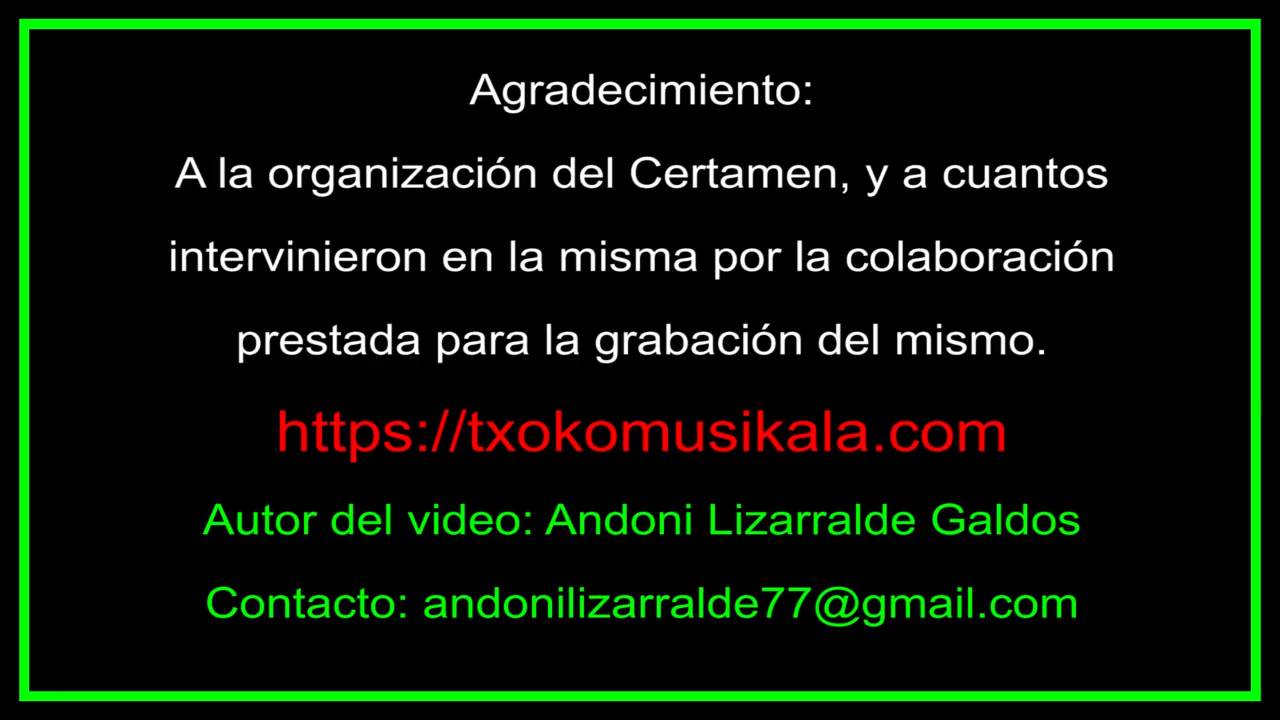 Agradecimiento:
A la organización del Certamen, y a cuantos
intervinieron en la misma por la colaboración
prestada para la grabación del mismo.
https://txokomusikala.com
Autor del video: Andoni Lizarralde Galdos
Contacto: andonilizarralde77@gmail.com